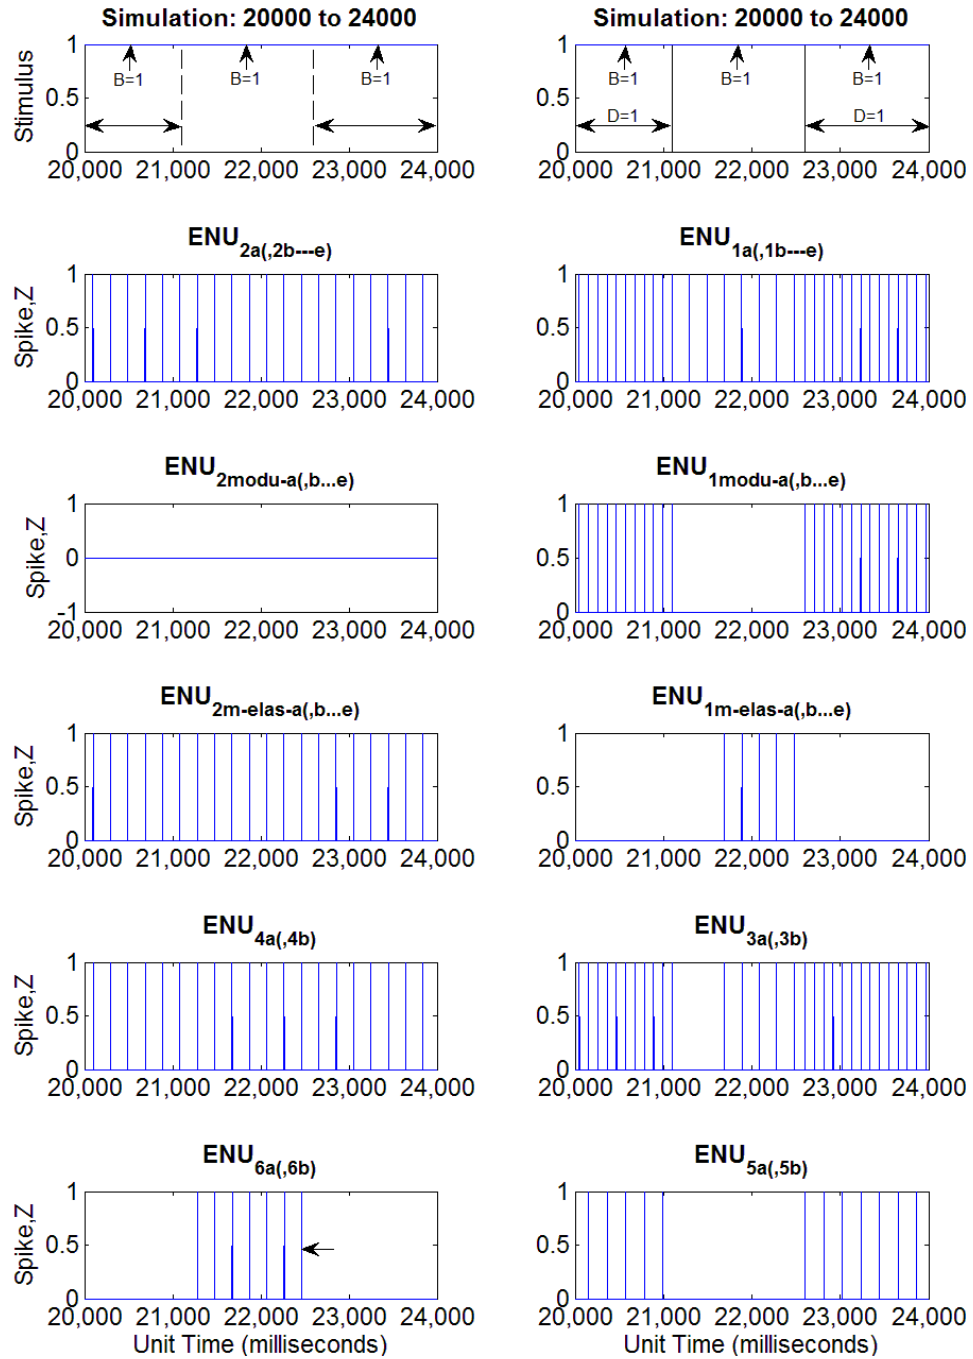 Simulation: 20000 to 24000
Simulation: 20000 to 24000
Stimulus
1
0.5
0
B=1
B=1
B=1
20,000 21,000 22,000 23,000 24,000
1
0.5
0
B=1
B=1
B=1
D=1
D=1
20,000 21,000 22,000 23,000 24,000
ENU2a(,2b---e)
Spike,Z
1
0.5
0
20,000 21,000 22,000 23,000 24,000
ENU1a(,1b---e)
1
0.5
0
20,000 21,000 22,000 23,000 24,000
ENU2modu-a(,b...e)
Spike,Z
1
0
-1
20,000 21,000 22,000 23,000 24,000
ENU1modu-a(,b...e)
1
0.5
0
20,000 21,000 22,000 23,000 24,000
ENU2m-elas-a(,b...e)
Spike,Z
1
0.5
0
20,000 21,000 22,000 23,000 24,000
ENU1m-elas-a(,b...e)
1
0.5
0
20,000 21,000 22,000 23,000 24,000
ENU4a(,4b)
Spike,Z
1
0.5
0
20,000 21,000 22,000 23,000 24,000
ENU3a(,3b)
1
0.5
0
20,000 21,000 22,000 23,000 24,000
ENU6a(,6b)
Spike,Z
1
0.5
0
20,000 21,000 22,000 23,000 24,000
Unit Time (milliseconds)
ENU5a(,5b)
1
0.5
0
20,000 21,000 22,000 23,000 24,000
Unit Time (milliseconds)